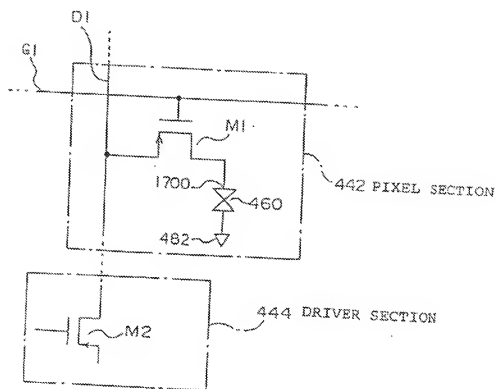 D1
G1
M1
1700
460
442 PIXEL SECTION
482
444 DRIVER SECTION
M2